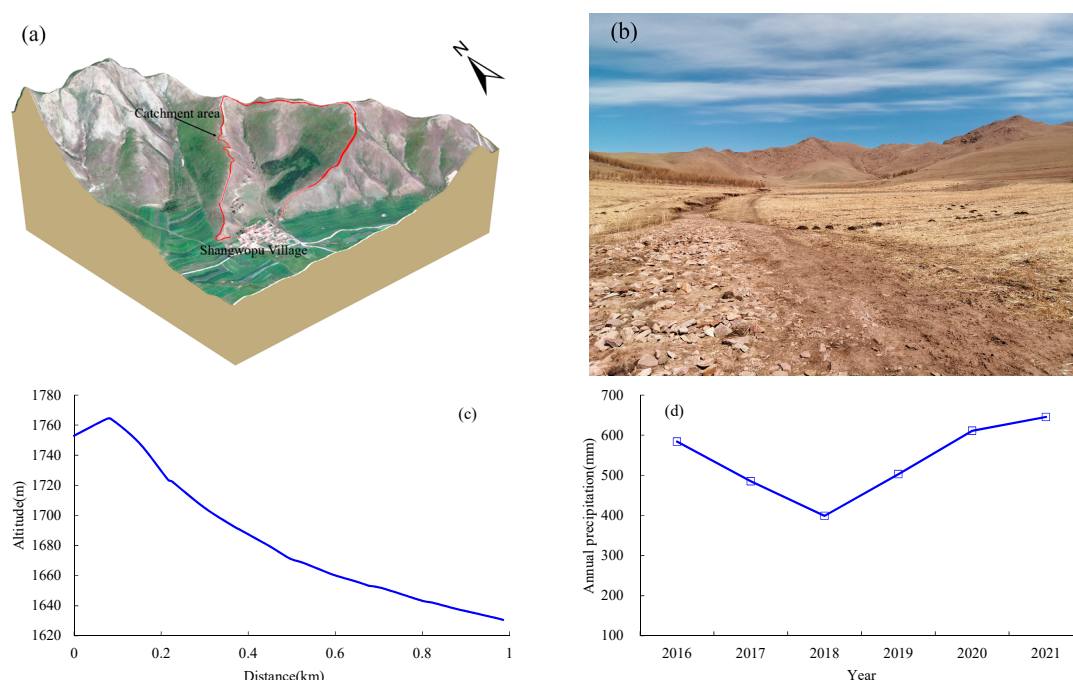 (a)
N
Catchment area
Shangwopu Village
(b)
(c)
1780
1760
1740
1720
1700
1680
1660
1640
1620
Altitude(m)
0
0.2
0.4
0.6
0.8
1
Distance(km)
(d)
700
600
500
400
300
200
100
Annual precipitation(mm)
2016
2017
2018
2019
2020
2021
Year